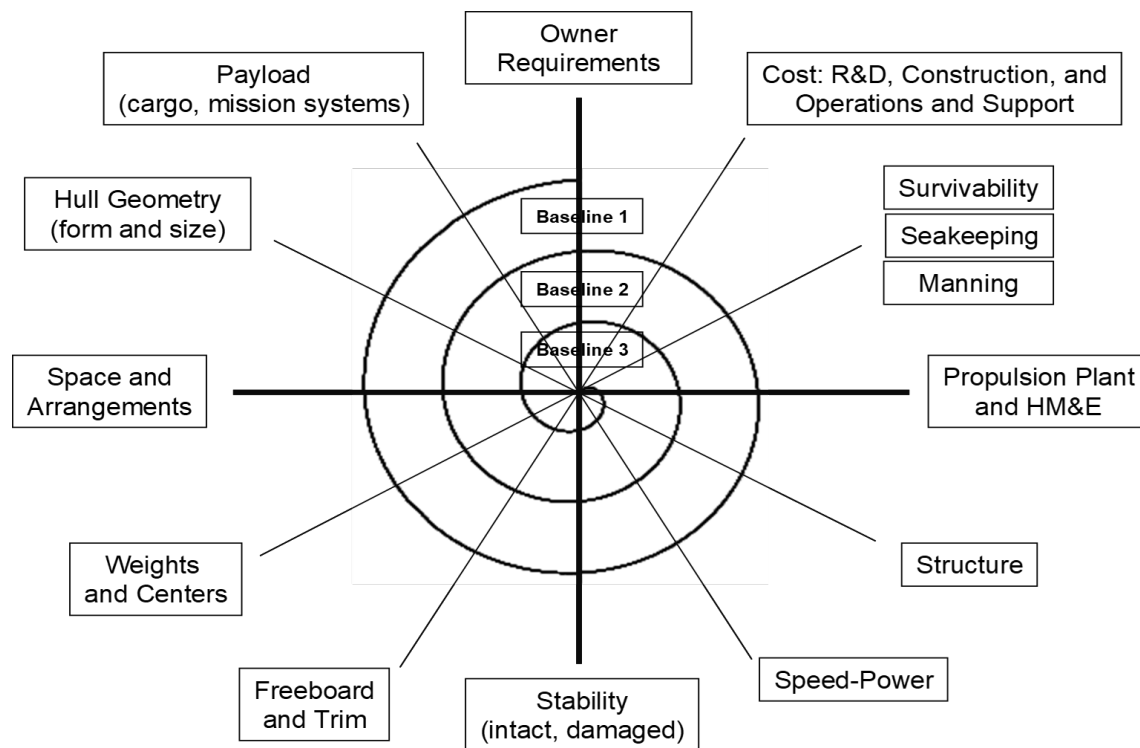 Owner
Requirements
Payload
(cargo, mission systems)
Cost: R&D, Construction, and
Operations and Support
Hull Geometry
(form and size)
Survivability
Seakeeping
Manning
Baseline 1
Baseline 2
Baseline 3
Space and
Arrangements
Propulsion Plant
and HM&E
Weights
and Centers
Structure
Freeboard
and Trim
Stability
(intact, damaged)
Speed-Power